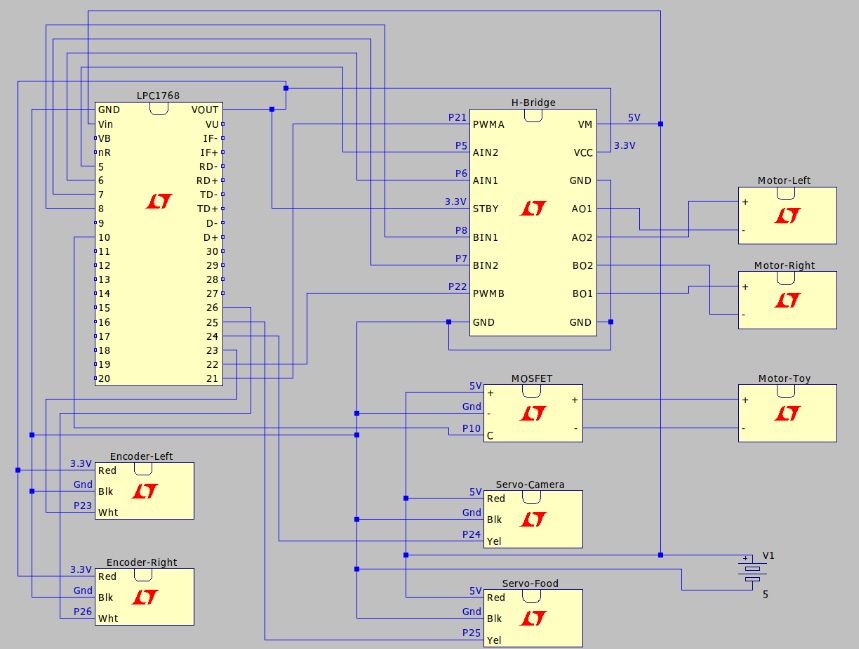 LPC1768
GND VOUT
Vin VU
VB IF-
nR IF+
5 RD-
6 RD+
7 TD-
8 TD+
9 D-
10 D+
11 30
12 29
13 28
14 27
15 26
16 25
17 24
18 23
19 22
20 21
H-Bridge
P21 PWMA VM 5V
P5 AIN2 VCC 3.3V
P6 AIN1 GND
3.3V STBY AO1
P8 BIN1 AO2
P7 BIN2 BO2
P22 PWMB BO1
GND GND
Motor-Left
+
-
Motor-Right
+
-
MOSFET
5V + +
Gnd - -
P10 C
Motor-Toy
+
-
Encoder-Left
3.3V Red
Gnd Blk
P23 Wht
Servo-Camera
5V Red
Gnd Blk
P24 Yel
Encoder-Right
3.3V Red
Gnd Blk
P26 Wht
Servo-Food
5V Red
Gnd Blk
P25 Yel
V1
+
5